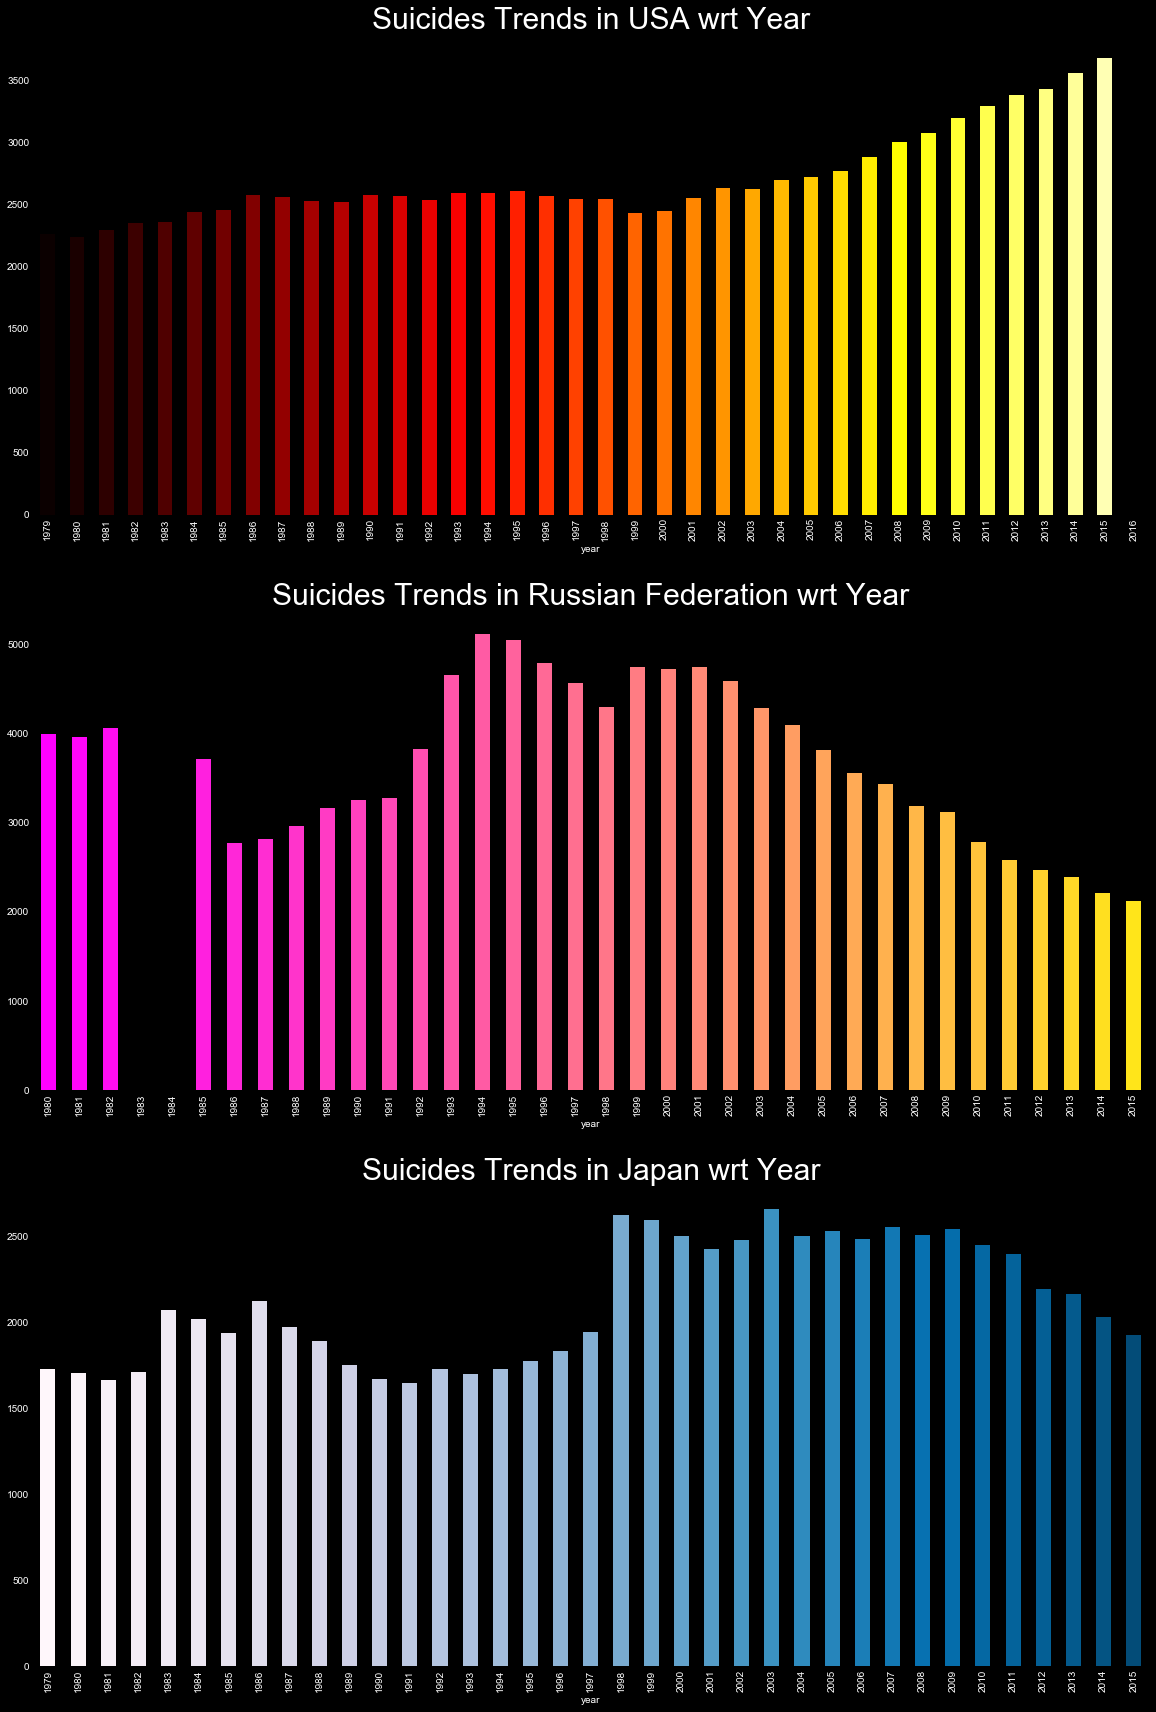 Suicides Trends in USA wrt Year
3500
3000
2500
2000
1500
1000
500
0
1979 1980 1981 1982 1983 1984 1985 1986 1987 1988 1989 1990 1991 1992 1993 1994 1995 1996 1997 1998 1999 2000 2001 2002 2003 2004 2005 2006 2007 2008 2009 2010 2011 2012 2013 2014 2015 2016
year
Suicides Trends in Russian Federation wrt Year
5000
4000
3000
2000
1000
0
1980 1981 1982 1983 1984 1985 1986 1987 1988 1989 1990 1991 1992 1993 1994 1995 1996 1997 1998 1999 2000 2001 2002 2003 2004 2005 2006 2007 2008 2009 2010 2011 2012 2013 2014 2015
year
Suicides Trends in Japan wrt Year
2500
2000
1500
1000
500
0
1979 1980 1981 1982 1983 1984 1985 1986 1987 1988 1989 1990 1991 1992 1993 1994 1995 1996 1997 1998 1999 2000 2001 2002 2003 2004 2005 2006 2007 2008 2009 2010 2011 2012 2013 2014 2015
year